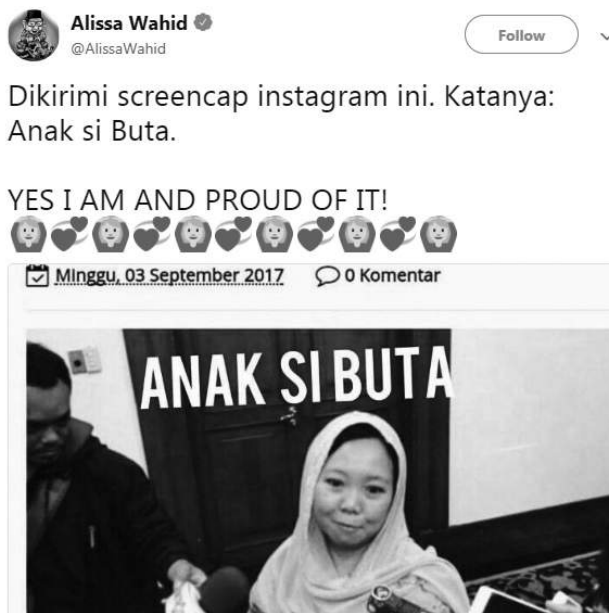 Alissa Wahid
@AlissaWahid
Follow
Dikirimi screencap instagram ini. Katanya:
Anak si Buta.
YES I AM AND PROUD OF IT!
Minggu, 03 September 2017
0 Komentar
ANAK SI BUTA